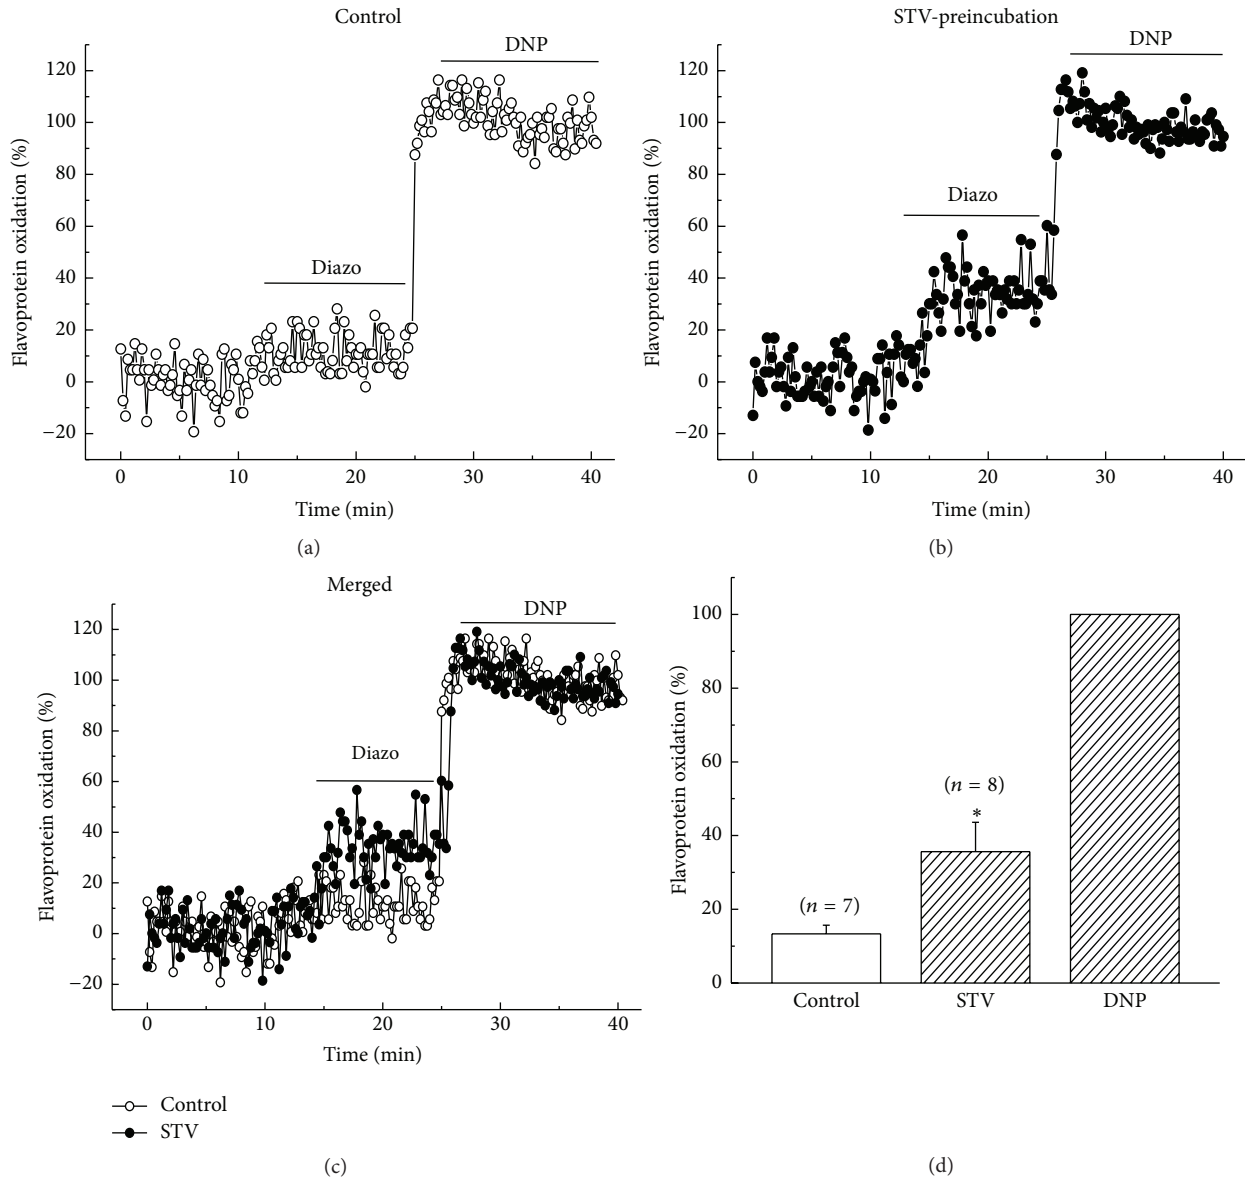 Control
DNP
Diazo
120
100
80
60
40
20
0
−20
Flavoprotein oxidation (%)
0 10 20 30 40
Time (min)
(a)
STV-preincubation
DNP
Diazo
120
100
80
60
40
20
0
−20
Flavoprotein oxidation (%)
0 10 20 30 40
Time (min)
(b)
Merged
DNP
Diazo
120
100
80
60
40
20
0
−20
Flavoprotein oxidation (%)
0 10 20 30 40
Time (min)
Control
STV
(c)
100
80
60
40
20
0
Flavoprotein oxidation (%)
(n = 8)
*
(n = 7)
Control STV DNP
(d)